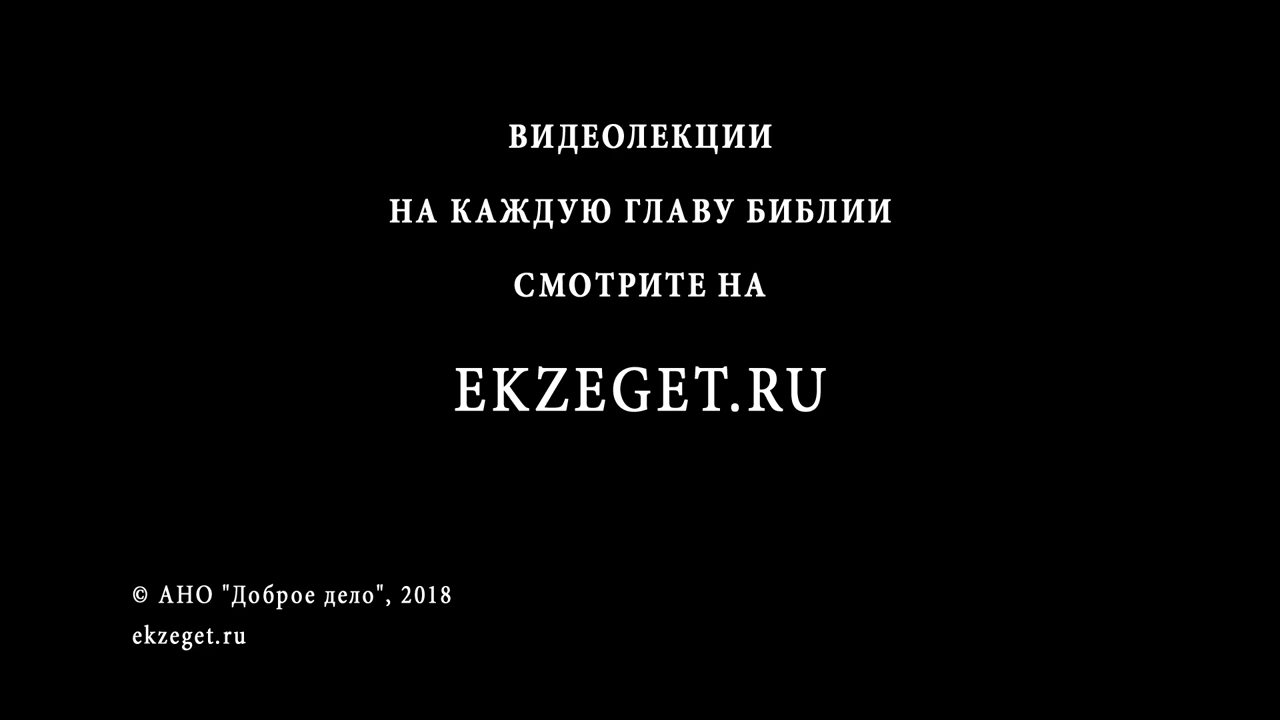 ВИДЕОЛЕКЦИИ
НА КАЖДУЮ ГЛАВУ БИБЛИИ
СМОТРИТЕ НА
EKZEGET.RU
© АНО "Доброе дело", 2018
ekzeget.ru